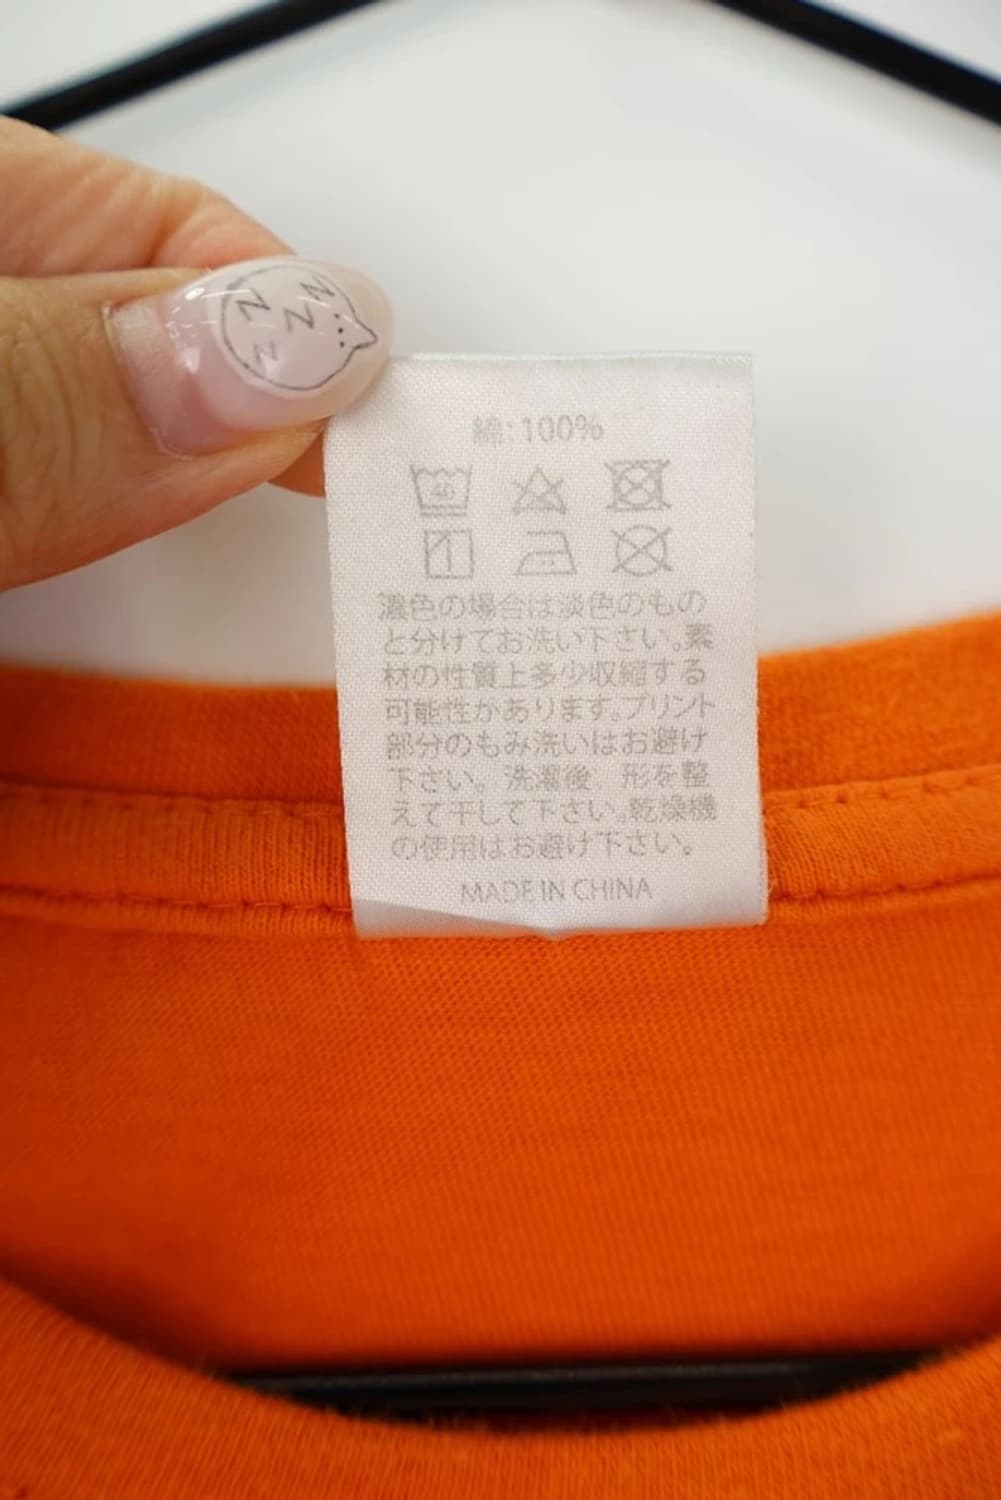 Z Z
Z Z
綿:100%
40
濃色の場合は淡色のもの
と分けてお洗い下さい。素
材の性質上多少収縮する
可能性があります。プリント
部分のもみ洗いはお避け
下さい。洗濯後、形を整
えて干して下さい。乾燥機
の使用はお避け下さい。
MADE IN CHINA